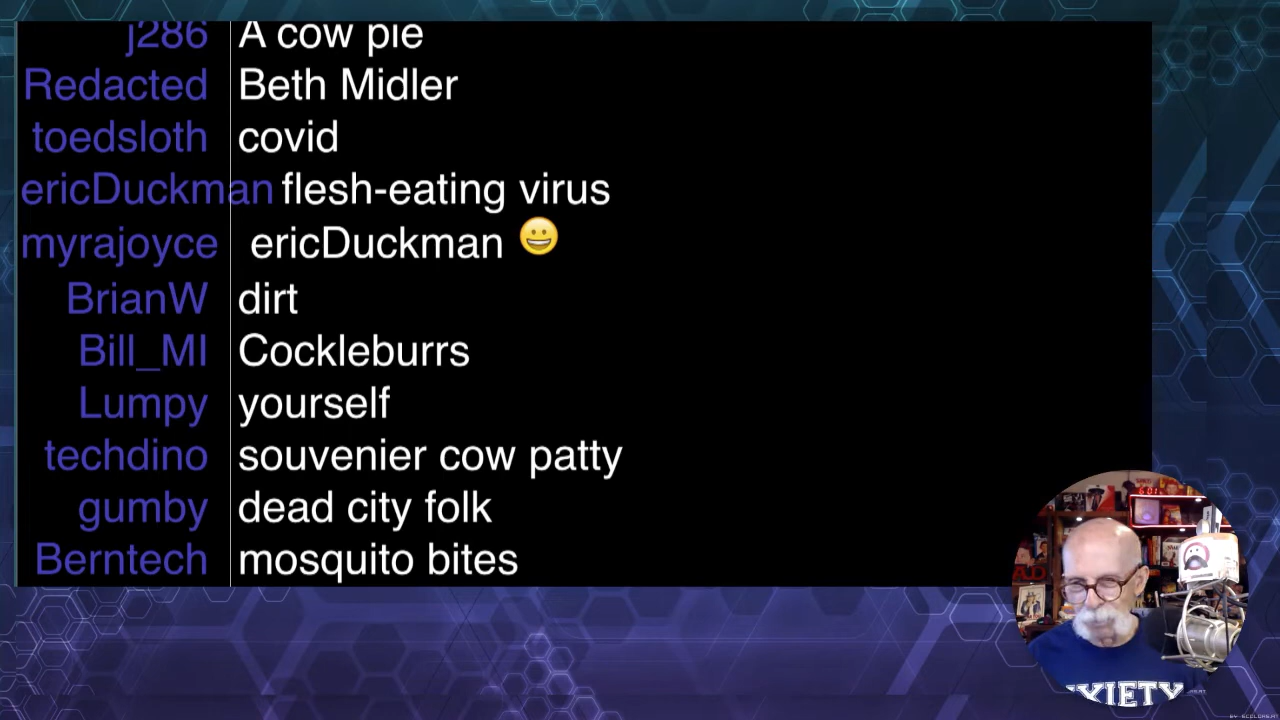 j286 A cow pie
Redacted Beth Midler
toedsloth covid
ericDuckman flesh-eating virus
myrajoyce ericDuckman 😀
BrianW dirt
Bill_MI Cockleburrs
Lumpy yourself
techdino souvenier cow patty
gumby dead city folk
Berntech mosquito bites
XIETY